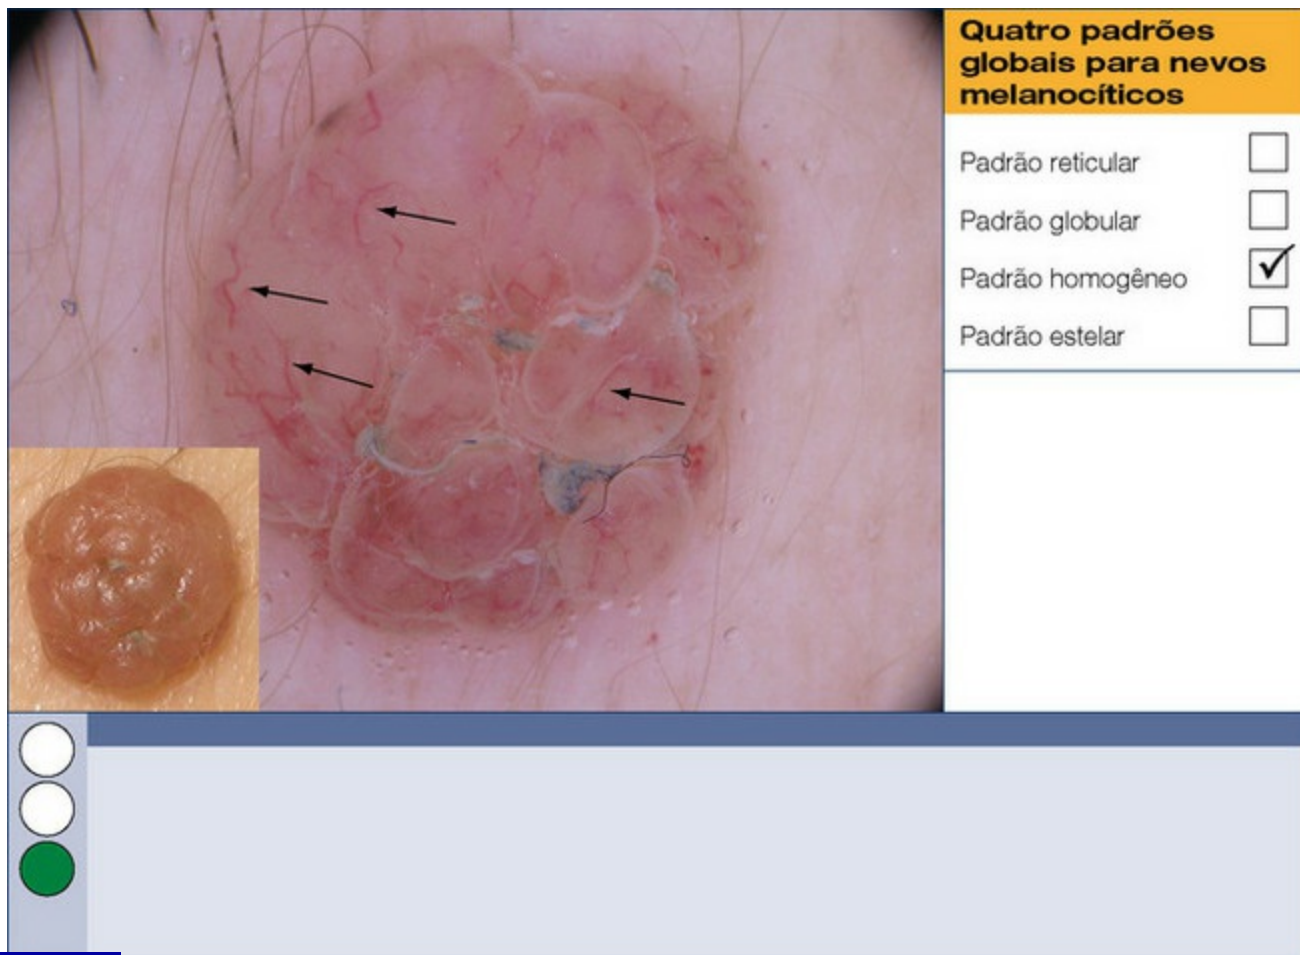 Quatro padrões
globais para nevos
melanocíticos
Padrão reticular
Padrão globular
Padrão homogêneo
Padrão estelar